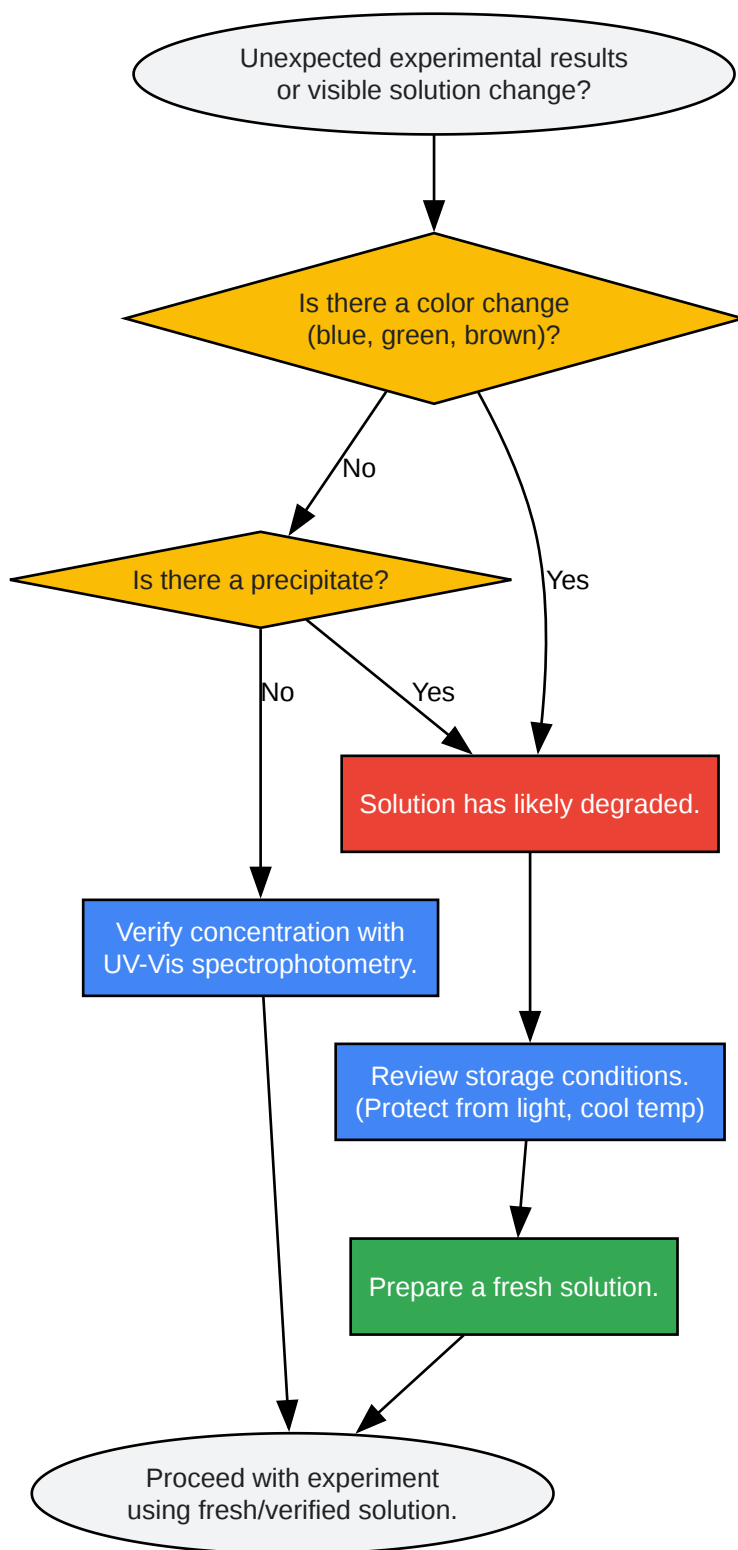 Unexpected experimental results
or visible solution change?
Is there a color change
(blue, green, brown)?
No
Yes
Is there a precipitate?
No
Yes
Solution has likely degraded.
Verify concentration with
UV-Vis spectrophotometry.
Review storage conditions.
(Protect from light, cool temp)
Prepare a fresh solution.
Proceed with experiment
using fresh/verified solution.